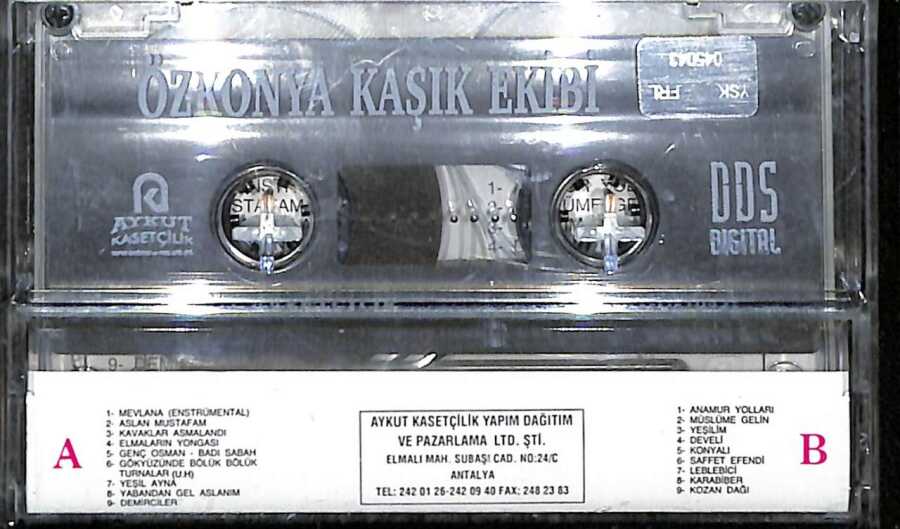 ÖZKONYA KAŞIK EKİBİ
YSK FRL
045043
AYKUT
KASETÇİLİK
DDS
DIGITAL
1-
A
1- MEVLANA (ENSTRÜMENTAL)
2- ASLAN MUSTAFAM
3- KAVAKLAR ASMALANDI
4- ELMALARIN YONGASI
5- GENÇ OSMAN - BADI SABAH
6- GÖKYÜZÜNDE BÖLÜK BÖLÜK
TURNALAR (U.H)
7- YEŞİL AYNA
8- YABANDAN GEL ASLANIM
9- DEMİRCİLER
AYKUT KASETÇİLİK YAPIM DAĞITIM
VE PAZARLAMA LTD. ŞTİ.
ELMALI MAH. SUBAŞI CAD. NO:24/C
ANTALYA
TEL: 242 01 26-242 09 40 FAX: 248 23 83
1- ANAMUR YOLLARI
2- MÜSLÜME GELİN
3- YEŞİLİM
4- DEVELİ
5- KONYALI
6- SAFFET EFENDİ
7- LEBLEBİCİ
8- KARABİBER
9- KOZAN DAĞI
B